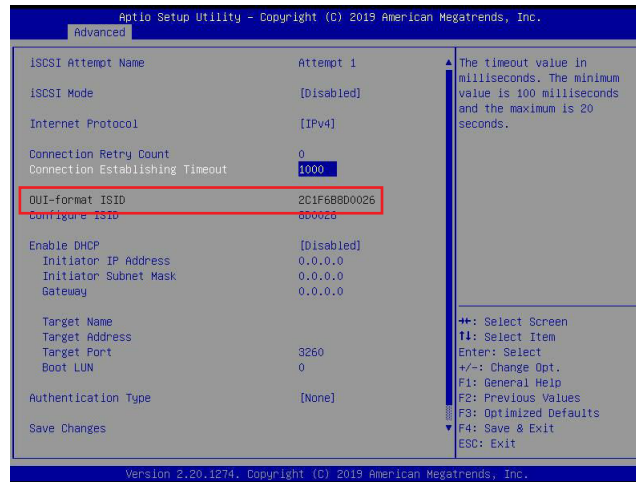 Aptio Setup Utility – Copyright (C) 2019 American Megatrends, Inc.
Advanced
iSCSI Attempt Name Attempt 1
iSCSI Mode [Disabled]
Internet Protocol [IPv4]
Connection Retry Count 0
Connection Establishing Timeout 1000
OUI-format ISID 2C1F6B8D0026
Configure ISID 8D0026
Enable DHCP [Disabled]
Initiator IP Address 0.0.0.0
Initiator Subnet Mask 0.0.0.0
Gateway 0.0.0.0
Target Name
Target Address
Target Port 3260
Boot LUN 0
Authentication Type [None]
Save Changes
The timeout value in
milliseconds. The minimum
value is 100 milliseconds
and the maximum is 20
seconds.
→←: Select Screen
↑↓: Select Item
Enter: Select
+/-: Change Opt.
F1: General Help
F2: Previous Values
F3: Optimized Defaults
F4: Save & Exit
ESC: Exit
Version 2.20.1274. Copyright (C) 2019 American Megatrends, Inc.